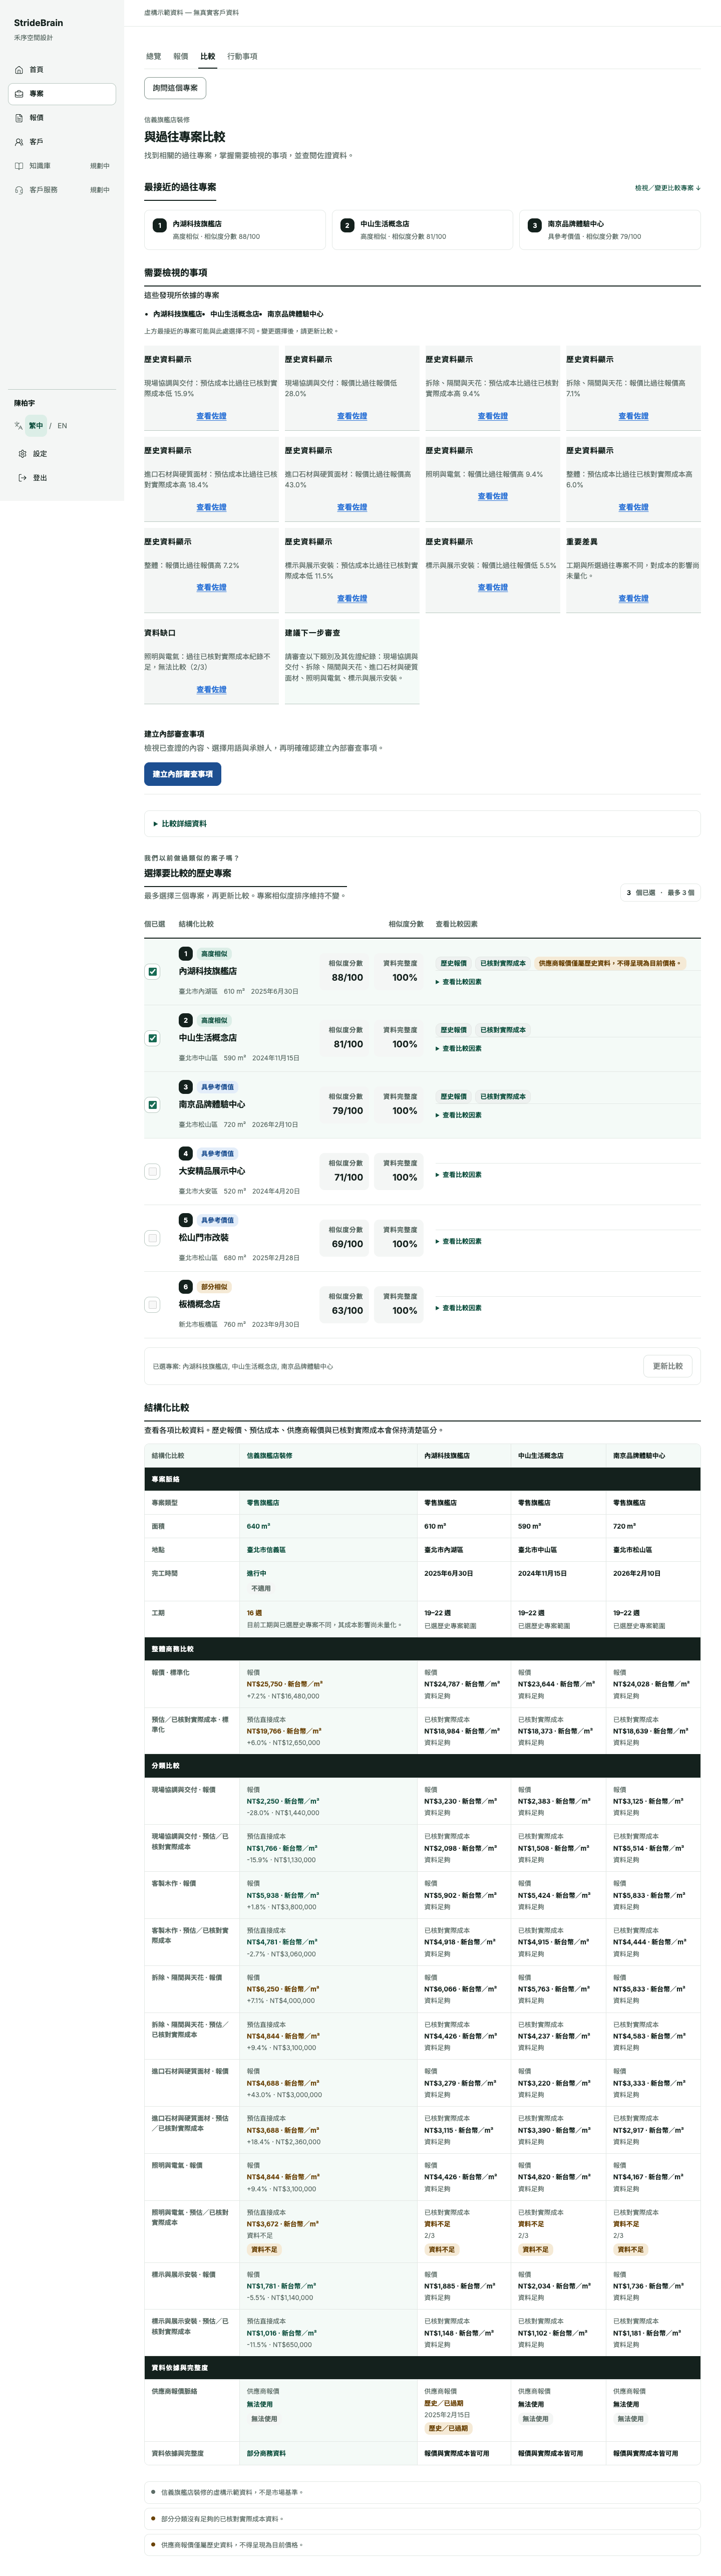 StrideBrain
禾序空間設計
首頁
專案
報價
客戶
知識庫 規劃中
客戶服務 規劃中
陳柏宇
繁中 / EN
設定
登出
虛構示範資料 — 無真實客戶資料
總覽 報價 比較 行動事項
詢問這個專案
信義旗艦店裝修
與過往專案比較
找到相關的過往專案，掌握需要檢視的事項，並查閱佐證資料。
最接近的過往專案 檢視／變更比較專案 ↓
1 內湖科技旗艦店
高度相似 · 相似度分數 88/100
2 中山生活概念店
高度相似 · 相似度分數 81/100
3 南京品牌體驗中心
具參考價值 · 相似度分數 79/100
需要檢視的事項
這些發現所依據的專案
• 內湖科技旗艦店 • 中山生活概念店 • 南京品牌體驗中心
上方最接近的專案可能與此處選擇不同。變更選擇後，請更新比較。
歷史資料顯示
現場協調與交付：預估成本比過往已核對實際成本低 15.9%
查看佐證
歷史資料顯示
現場協調與交付：報價比過往報價低 28.0%
查看佐證
歷史資料顯示
拆除、隔間與天花：預估成本比過往已核對實際成本高 9.4%
查看佐證
歷史資料顯示
拆除、隔間與天花：報價比過往報價高 7.1%
查看佐證
歷史資料顯示
進口石材與硬質面材：預估成本比過往已核對實際成本高 18.4%
查看佐證
歷史資料顯示
進口石材與硬質面材：報價比過往報價高 43.0%
查看佐證
歷史資料顯示
照明與電氣：報價比過往報價高 9.4%
查看佐證
歷史資料顯示
整體：預估成本比過往已核對實際成本高 6.0%
查看佐證
歷史資料顯示
整體：報價比過往報價高 7.2%
查看佐證
歷史資料顯示
標示與展示安裝：預估成本比過往已核對實際成本低 11.5%
查看佐證
歷史資料顯示
標示與展示安裝：報價比過往報價低 5.5%
查看佐證
重要差異
工期與所選過往專案不同，對成本的影響尚未量化。
查看佐證
資料缺口
照明與電氣：過往已核對實際成本紀錄不足，無法比較（2/3）
查看佐證
建議下一步審查
請審查以下類別及其佐證紀錄：現場協調與交付、拆除、隔間與天花、進口石材與硬質面材、照明與電氣、標示與展示安裝。
建立內部審查事項
檢視已查證的內容、選擇用語與承辦人，再明確確認建立內部審查事項。
建立內部審查事項
▶ 比較詳細資料
我們以前做過類似的案子嗎？
選擇要比較的歷史專案
最多選擇三個專案，再更新比較。專案相似度排序維持不變。
3 個已選 · 最多 3 個
個已選 結構化比較 相似度分數 查看比較因素
1 高度相似
內湖科技旗艦店
臺北市內湖區 610 m² 2025年6月30日
相似度分數 88/100
資料完整度 100%
歷史報價 已核對實際成本 供應商報價僅屬歷史資料，不得呈現為目前價格。
▶ 查看比較因素
2 高度相似
中山生活概念店
臺北市中山區 590 m² 2024年11月15日
相似度分數 81/100
資料完整度 100%
歷史報價 已核對實際成本
▶ 查看比較因素
3 具參考價值
南京品牌體驗中心
臺北市松山區 720 m² 2026年2月10日
相似度分數 79/100
資料完整度 100%
歷史報價 已核對實際成本
▶ 查看比較因素
4 具參考價值
大安精品展示中心
臺北市大安區 520 m² 2024年4月20日
相似度分數 71/100
資料完整度 100%
▶ 查看比較因素
5 具參考價值
松山門市改裝
臺北市松山區 680 m² 2025年2月28日
相似度分數 69/100
資料完整度 100%
▶ 查看比較因素
6 部分相似
板橋概念店
新北市板橋區 760 m² 2023年9月30日
相似度分數 63/100
資料完整度 100%
▶ 查看比較因素
已選專案: 內湖科技旗艦店, 中山生活概念店, 南京品牌體驗中心
更新比較
結構化比較
查看各項比較資料。歷史報價、預估成本、供應商報價與已核對實際成本會保持清楚區分。
結構化比較 信義旗艦店裝修 內湖科技旗艦店 中山生活概念店 南京品牌體驗中心
專案脈絡
專案類型 零售旗艦店 零售旗艦店 零售旗艦店 零售旗艦店
面積 640 m² 610 m² 590 m² 720 m²
地點 臺北市信義區 臺北市內湖區 臺北市中山區 臺北市松山區
完工時間 進行中 2025年6月30日 2024年11月15日 2026年2月10日
不適用
工期 16 週 19–22 週 19–22 週 19–22 週
目前工期與已選歷史專案不同，其成本影響尚未量化。 已選歷史專案範圍 已選歷史專案範圍 已選歷史專案範圍
整體商務比較
報價 · 標準化 報價 報價 報價 報價
NT$25,750 · 新台幣／m² NT$24,787 · 新台幣／m² NT$23,644 · 新台幣／m² NT$24,028 · 新台幣／m²
+7.2% · NT$16,480,000 資料足夠 資料足夠 資料足夠
預估／已核對實際成本 · 標準化 預估直接成本 已核對實際成本 已核對實際成本 已核對實際成本
NT$19,766 · 新台幣／m² NT$18,984 · 新台幣／m² NT$18,373 · 新台幣／m² NT$18,639 · 新台幣／m²
+6.0% · NT$12,650,000 資料足夠 資料足夠 資料足夠
分類比較
現場協調與交付 · 報價 報價 報價 報價 報價
NT$2,250 · 新台幣／m² NT$3,230 · 新台幣／m² NT$2,383 · 新台幣／m² NT$3,125 · 新台幣／m²
-28.0% · NT$1,440,000 資料足夠 資料足夠 資料足夠
現場協調與交付 · 預估／已核對實際成本 預估直接成本 已核對實際成本 已核對實際成本 已核對實際成本
NT$1,766 · 新台幣／m² NT$2,098 · 新台幣／m² NT$1,508 · 新台幣／m² NT$5,514 · 新台幣／m²
-15.9% · NT$1,130,000 資料足夠 資料足夠 資料足夠
客製木作 · 報價 報價 報價 報價 報價
NT$5,938 · 新台幣／m² NT$5,902 · 新台幣／m² NT$5,424 · 新台幣／m² NT$5,833 · 新台幣／m²
+1.8% · NT$3,800,000 資料足夠 資料足夠 資料足夠
客製木作 · 預估／已核對實際成本 預估直接成本 已核對實際成本 已核對實際成本 已核對實際成本
NT$4,781 · 新台幣／m² NT$4,918 · 新台幣／m² NT$4,915 · 新台幣／m² NT$4,444 · 新台幣／m²
-2.7% · NT$3,060,000 資料足夠 資料足夠 資料足夠
拆除、隔間與天花 · 報價 報價 報價 報價 報價
NT$6,250 · 新台幣／m² NT$6,066 · 新台幣／m² NT$5,763 · 新台幣／m² NT$5,833 · 新台幣／m²
+7.1% · NT$4,000,000 資料足夠 資料足夠 資料足夠
拆除、隔間與天花 · 預估／已核對實際成本 預估直接成本 已核對實際成本 已核對實際成本 已核對實際成本
NT$4,844 · 新台幣／m² NT$4,426 · 新台幣／m² NT$4,237 · 新台幣／m² NT$4,583 · 新台幣／m²
+9.4% · NT$3,100,000 資料足夠 資料足夠 資料足夠
進口石材與硬質面材 · 報價 報價 報價 報價 報價
NT$4,688 · 新台幣／m² NT$3,279 · 新台幣／m² NT$3,220 · 新台幣／m² NT$3,333 · 新台幣／m²
+43.0% · NT$3,000,000 資料足夠 資料足夠 資料足夠
進口石材與硬質面材 · 預估／已核對實際成本 預估直接成本 已核對實際成本 已核對實際成本 已核對實際成本
NT$3,688 · 新台幣／m² NT$3,115 · 新台幣／m² NT$3,390 · 新台幣／m² NT$2,917 · 新台幣／m²
+18.4% · NT$2,360,000 資料足夠 資料足夠 資料足夠
照明與電氣 · 報價 報價 報價 報價 報價
NT$4,844 · 新台幣／m² NT$4,426 · 新台幣／m² NT$4,820 · 新台幣／m² NT$4,167 · 新台幣／m²
+9.4% · NT$3,100,000 資料足夠 資料足夠 資料足夠
照明與電氣 · 預估／已核對實際成本 預估直接成本 已核對實際成本 已核對實際成本 已核對實際成本
NT$3,672 · 新台幣／m² 資料不足 資料不足 資料不足
資料不足 2/3 2/3 2/3
資料不足 資料不足 資料不足 資料不足
標示與展示安裝 · 報價 報價 報價 報價 報價
NT$1,781 · 新台幣／m² NT$1,885 · 新台幣／m² NT$2,034 · 新台幣／m² NT$1,736 · 新台幣／m²
-5.5% · NT$1,140,000 資料足夠 資料足夠 資料足夠
標示與展示安裝 · 預估／已核對實際成本 預估直接成本 已核對實際成本 已核對實際成本 已核對實際成本
NT$1,016 · 新台幣／m² NT$1,148 · 新台幣／m² NT$1,102 · 新台幣／m² NT$1,181 · 新台幣／m²
-11.5% · NT$650,000 資料足夠 資料足夠 資料足夠
資料依據與完整度
供應商報價脈絡 供應商報價 供應商報價 供應商報價 供應商報價
無法使用 歷史／已過期 無法使用 無法使用
無法使用 2025年2月15日 無法使用 無法使用
歷史／已過期
資料依據與完整度 部分商務資料 報價與實際成本皆可用 報價與實際成本皆可用 報價與實際成本皆可用
信義旗艦店裝修的虛構示範資料，不是市場基準。
部分分類沒有足夠的已核對實際成本資料。
供應商報價僅屬歷史資料，不得呈現為目前價格。